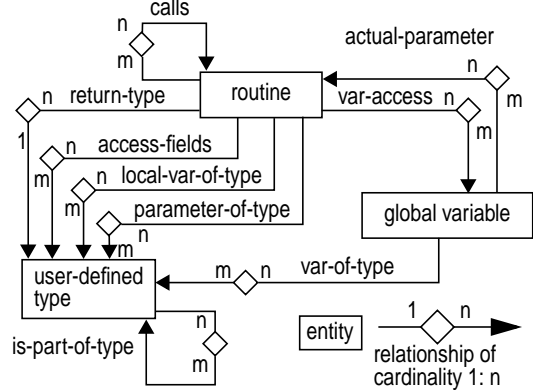 calls
n
m
actual-parameter
n
m
routine
return-type
n
1
var-access
n
m
access-fields
n
m
local-var-of-type
n
m
parameter-of-type
n
m
global variable
user-defined
type
m
n
var-of-type
is-part-of-type
n
m
entity
1
n
relationship of
cardinality 1: n